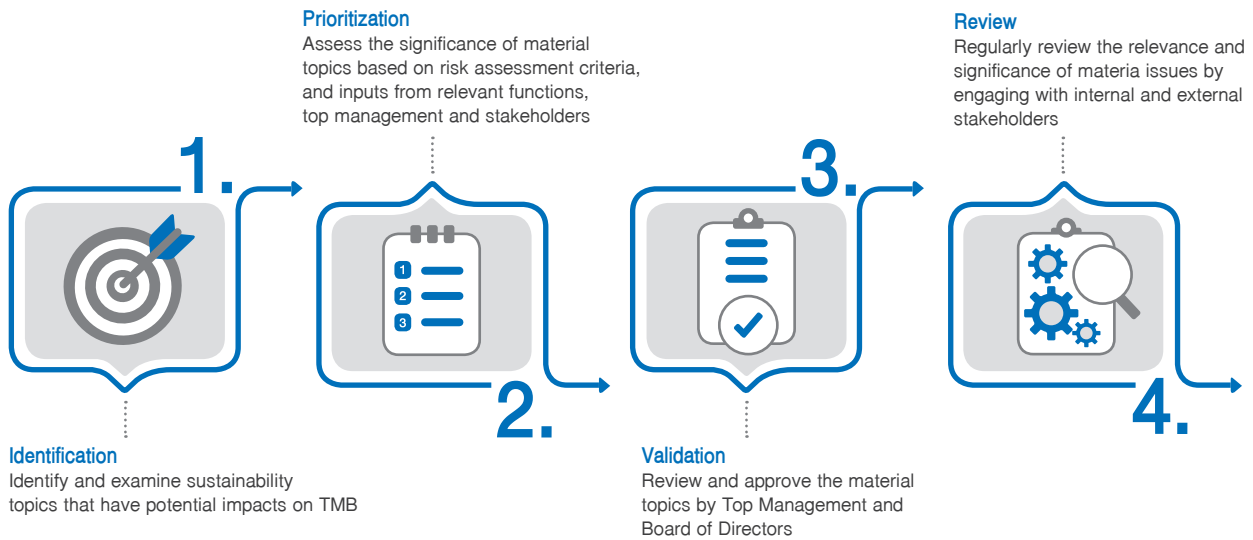 1.
Identification
Identify and examine sustainability
topics that have potential impacts on TMB
2.
Prioritization
Assess the significance of material
topics based on risk assessment criteria,
and inputs from relevant functions,
top management and stakeholders
1
2
3
3.
Validation
Review and approve the material
topics by Top Management and
Board of Directors
4.
Review
Regularly review the relevance and
significance of materia issues by
engaging with internal and external
stakeholders